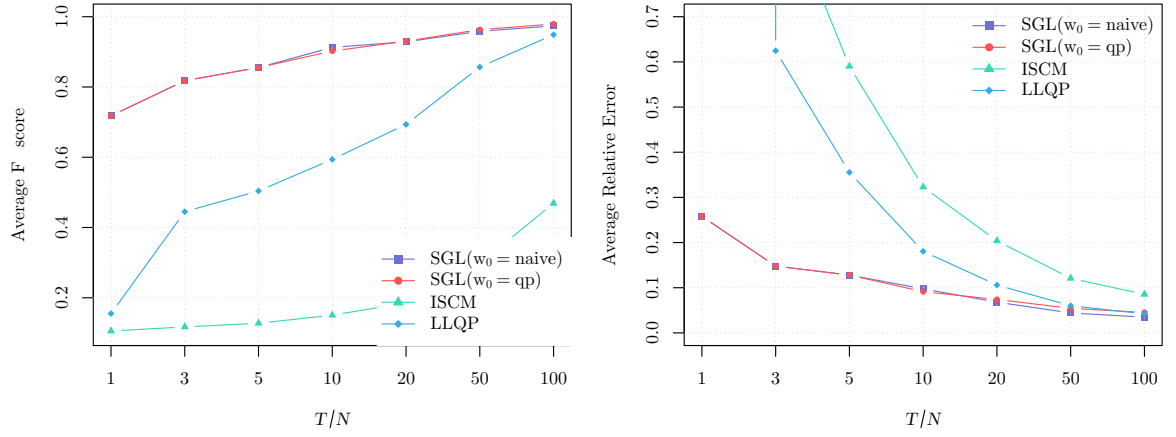 Average F score
1.0
0.8
0.6
0.4
0.2
SGL(w₀ = naive)
SGL(w₀ = qp)
ISCM
LLQP
1 3 5 10 20 50 100
T/N
Average Relative Error
0.7
0.6
0.5
0.4
0.3
0.2
0.1
0.0
SGL(w₀ = naive)
SGL(w₀ = qp)
ISCM
LLQP
1 3 5 10 20 50 100
T/N